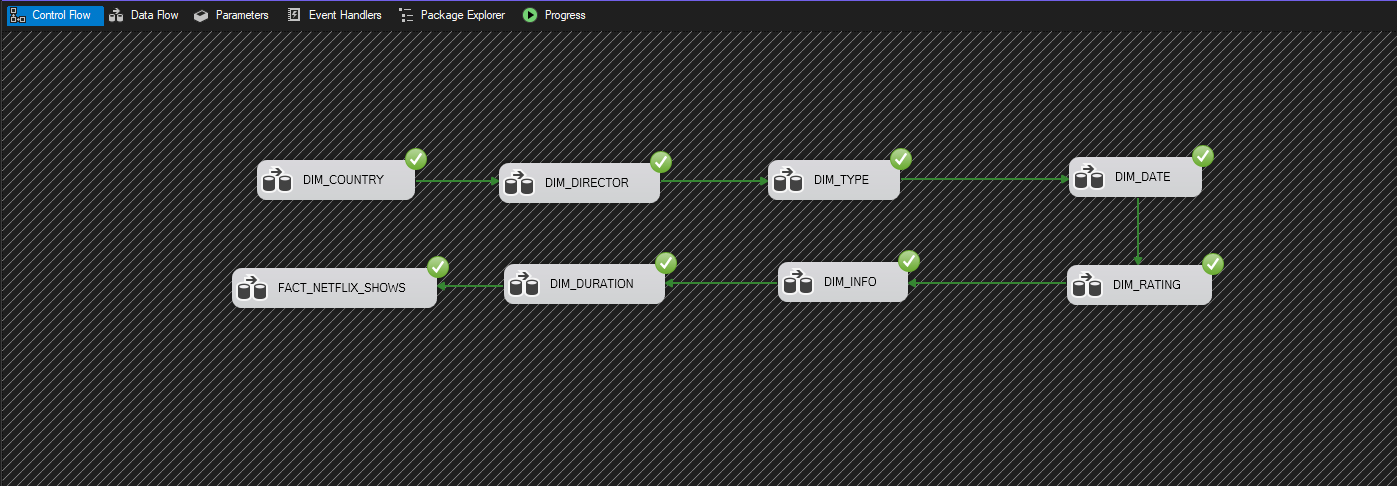 Control Flow
Data Flow
Parameters
Event Handlers
Package Explorer
Progress
DIM_COUNTRY
DIM_DIRECTOR
DIM_TYPE
DIM_DATE
FACT_NETFLIX_SHOWS
DIM_DURATION
DIM_INFO
DIM_RATING